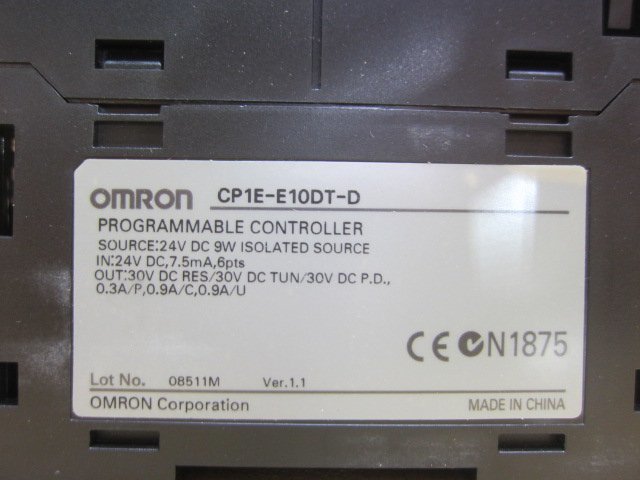 OMRON CP1E-E10DT-D
PROGRAMMABLE CONTROLLER
SOURCE:24V DC 9W ISOLATED SOURCE
IN:24V DC,7.5mA,6pts
OUT:30V DC RES/30V DC TUN/30V DC P.D.,
0.3A/P,0.9A/C,0.9A/U
CE N1875
Lot No. 08511M Ver.1.1
OMRON Corporation MADE IN CHINA